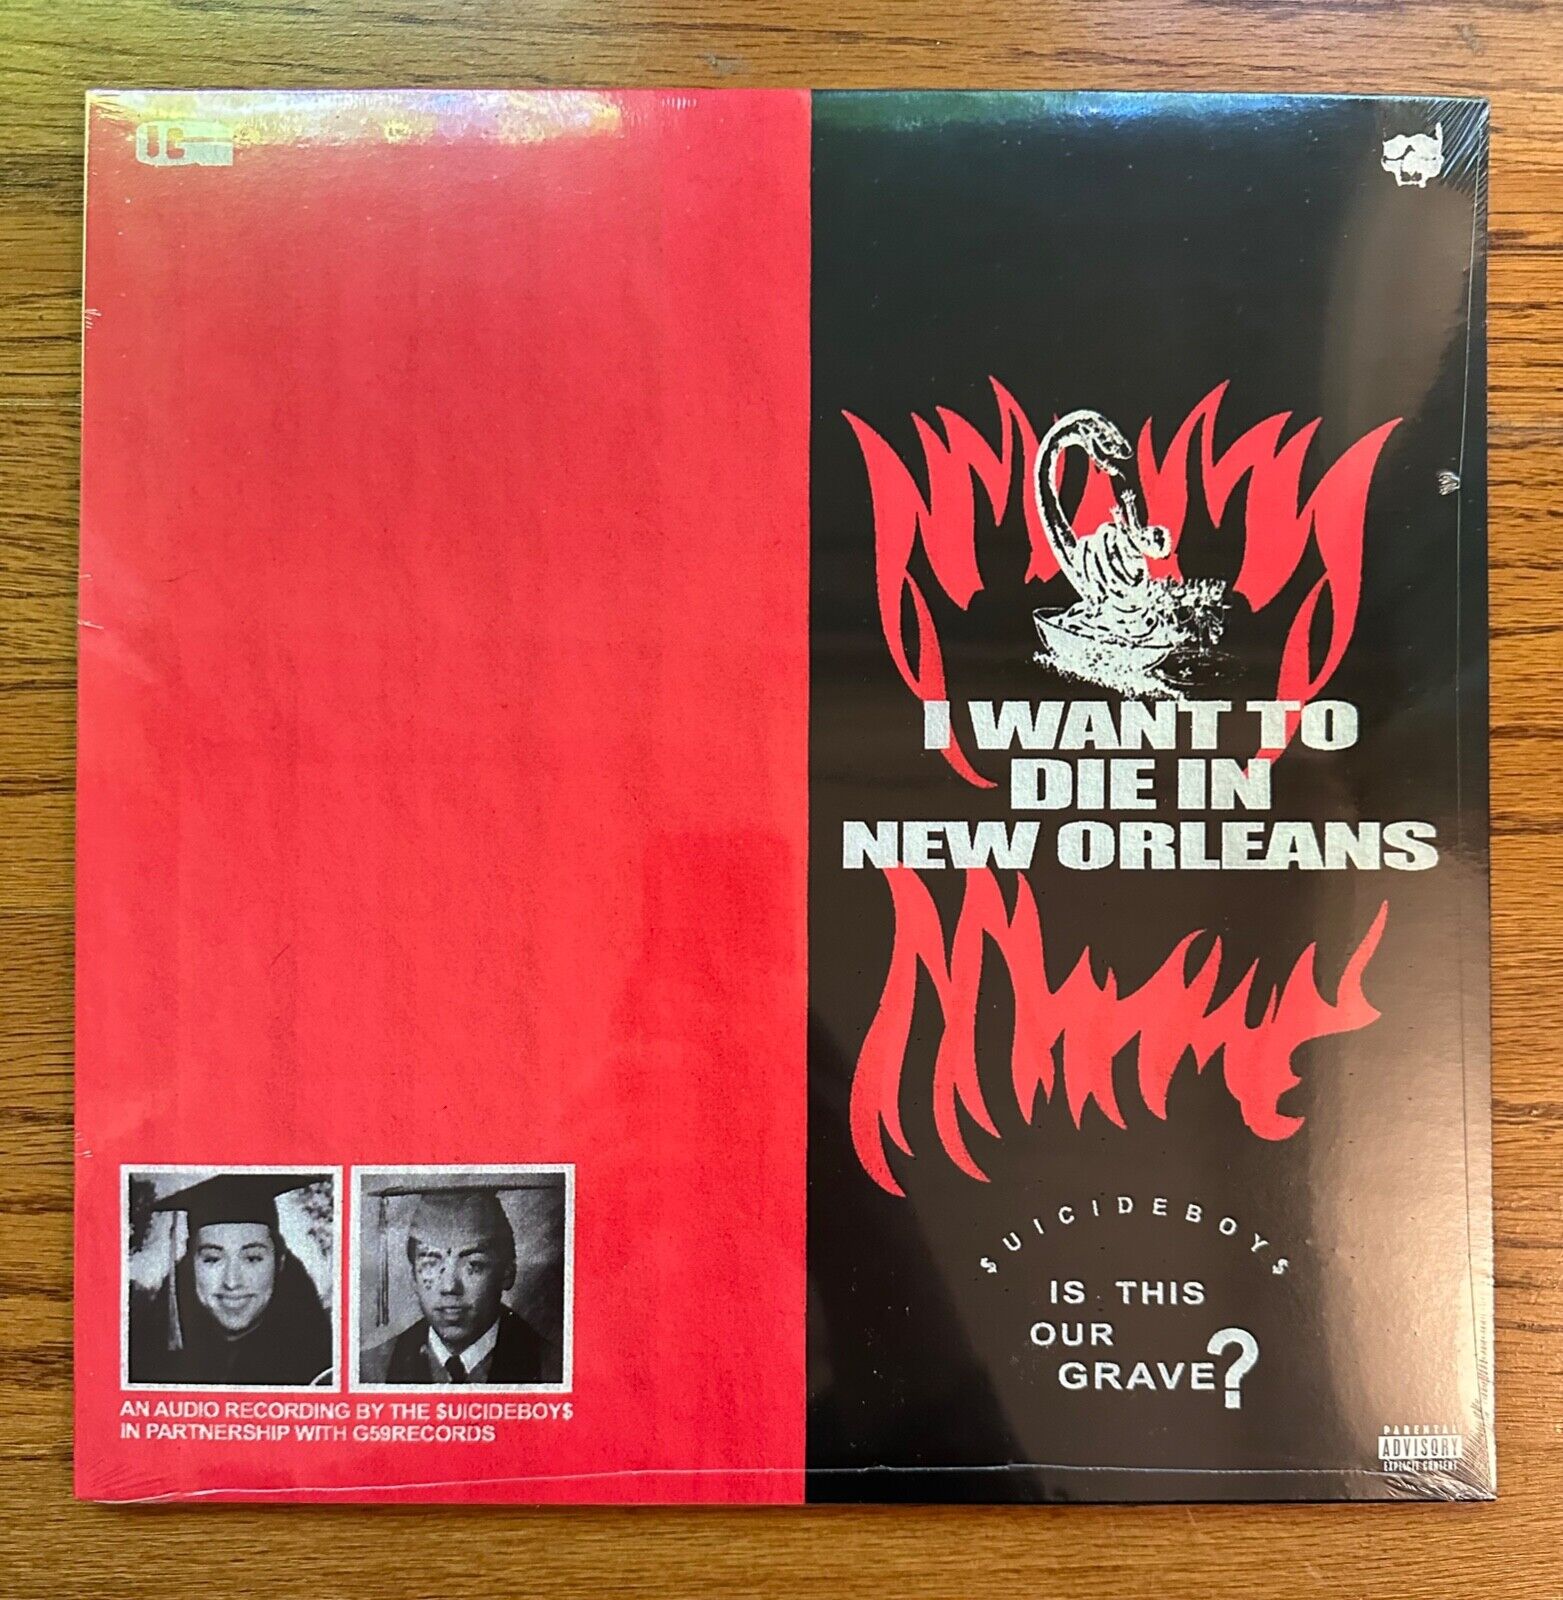 I WANT TO
DIE IN
NEW ORLEANS
$UICIDEBOY$
IS THIS
OUR
GRAVE?
AN AUDIO RECORDING BY THE $UICIDEBOY$
IN PARTNERSHIP WITH G59RECORDS
PARENTAL
ADVISORY
EXPLICIT CONTENT